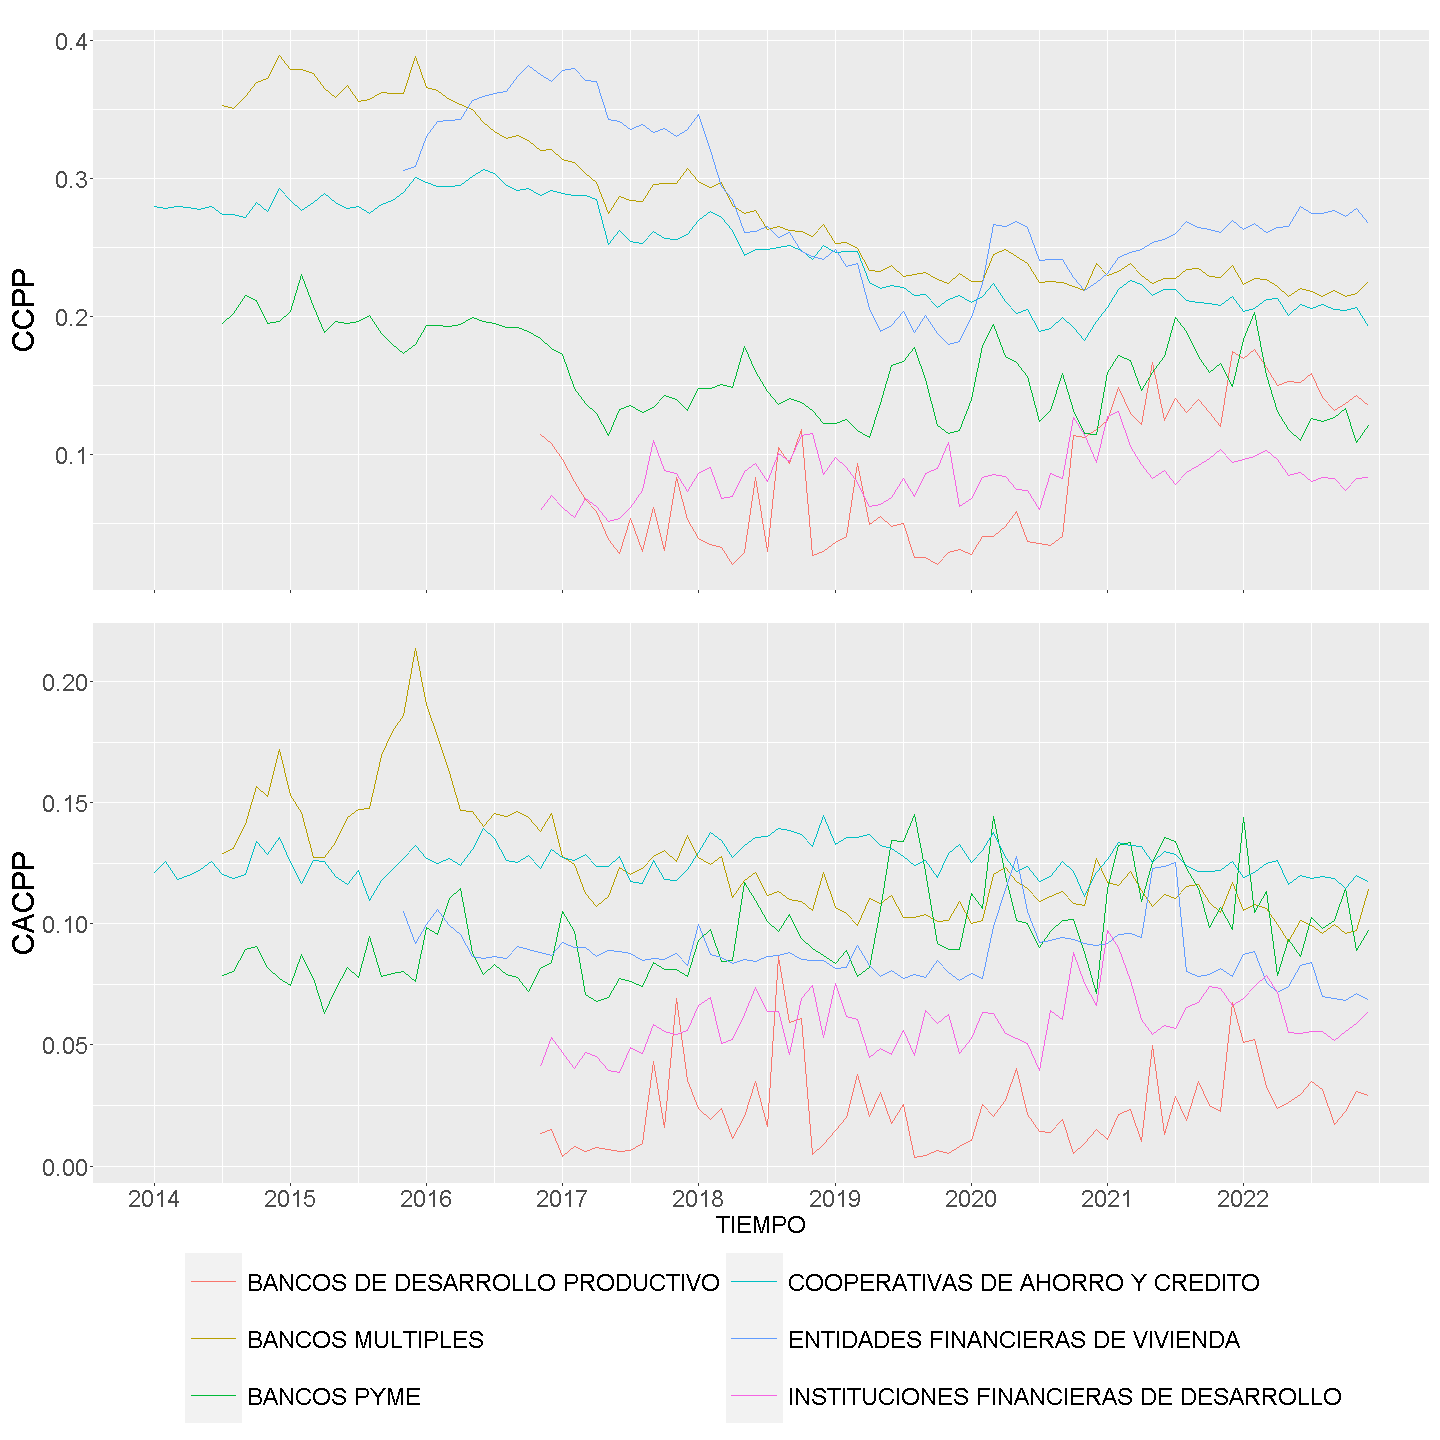 0.4
0.3
CCPP
0.2
0.1
0.20
0.15
CACPP
0.10
0.05
0.00
2014 2015 2016 2017 2018 2019 2020 2021 2022
TIEMPO
BANCOS DE DESARROLLO PRODUCTIVO COOPERATIVAS DE AHORRO Y CREDITO
BANCOS MULTIPLES ENTIDADES FINANCIERAS DE VIVIENDA
BANCOS PYME INSTITUCIONES FINANCIERAS DE DESARROLLO